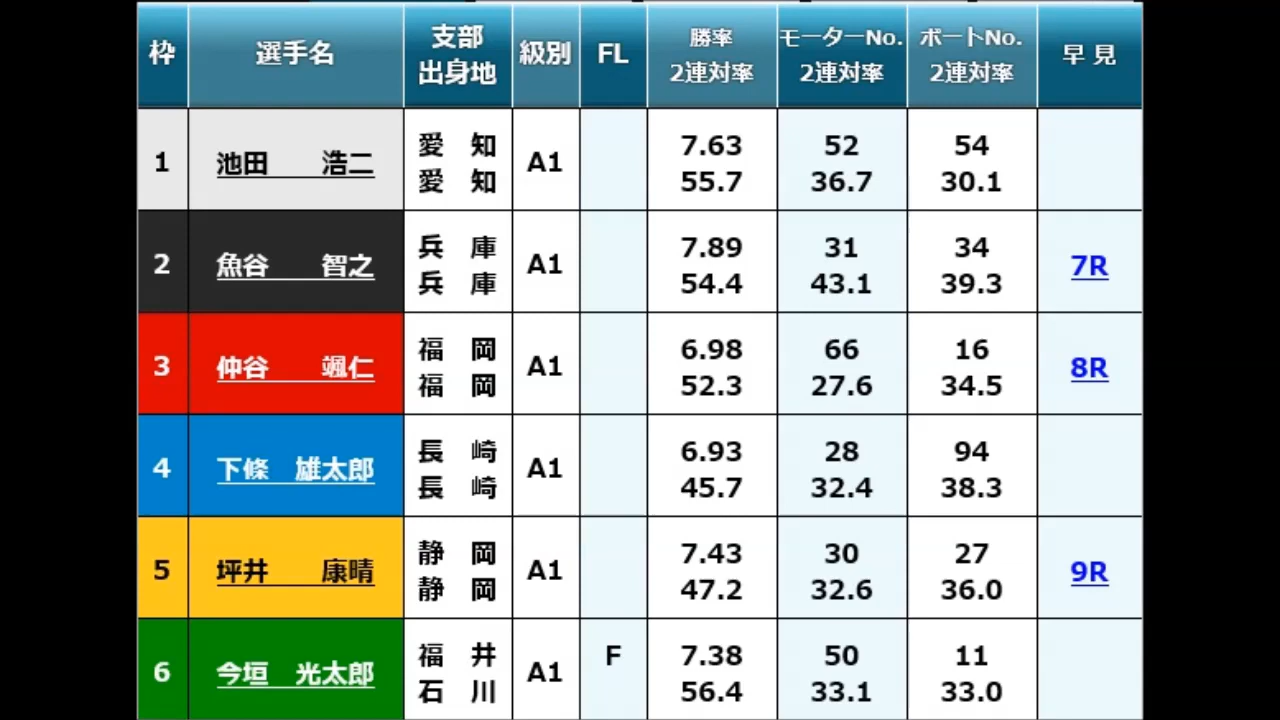 枠 選手名 支部 出身地 級別 FL 勝率 2連対率 モーターNo. 2連対率 ボートNo. 2連対率 早見
1 池田 浩二 愛知 愛知 A1 7.63 55.7 52 36.7 54 30.1
2 魚谷 智之 兵庫 兵庫 A1 7.89 54.4 31 43.1 34 39.3 7R
3 仲谷 颯仁 福岡 福岡 A1 6.98 52.3 66 27.6 16 34.5 8R
4 下條 雄太郎 長崎 長崎 A1 6.93 45.7 28 32.4 94 38.3
5 坪井 康晴 静岡 静岡 A1 7.43 47.2 30 32.6 27 36.0 9R
6 今垣 光太郎 福井 石川 A1 F 7.38 56.4 50 33.1 11 33.0